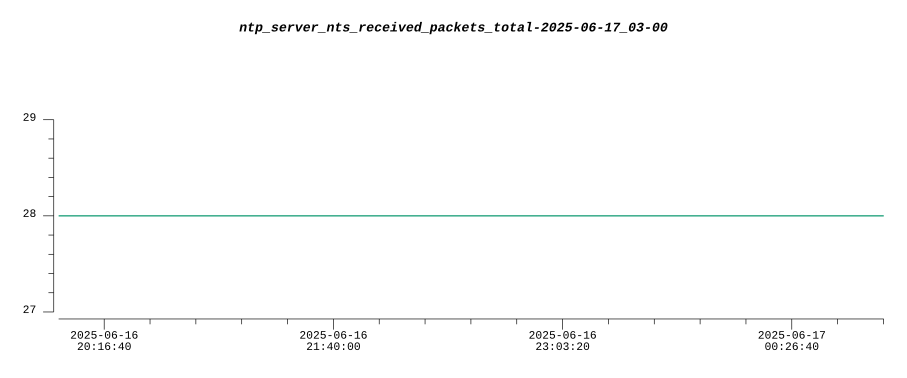 ntp_server_nts_received_packets_total-2025-06-17_03-00
29
28
27
2025-06-16 2025-06-16 2025-06-16 2025-06-17
20:16:40 21:40:00 23:03:20 00:26:40